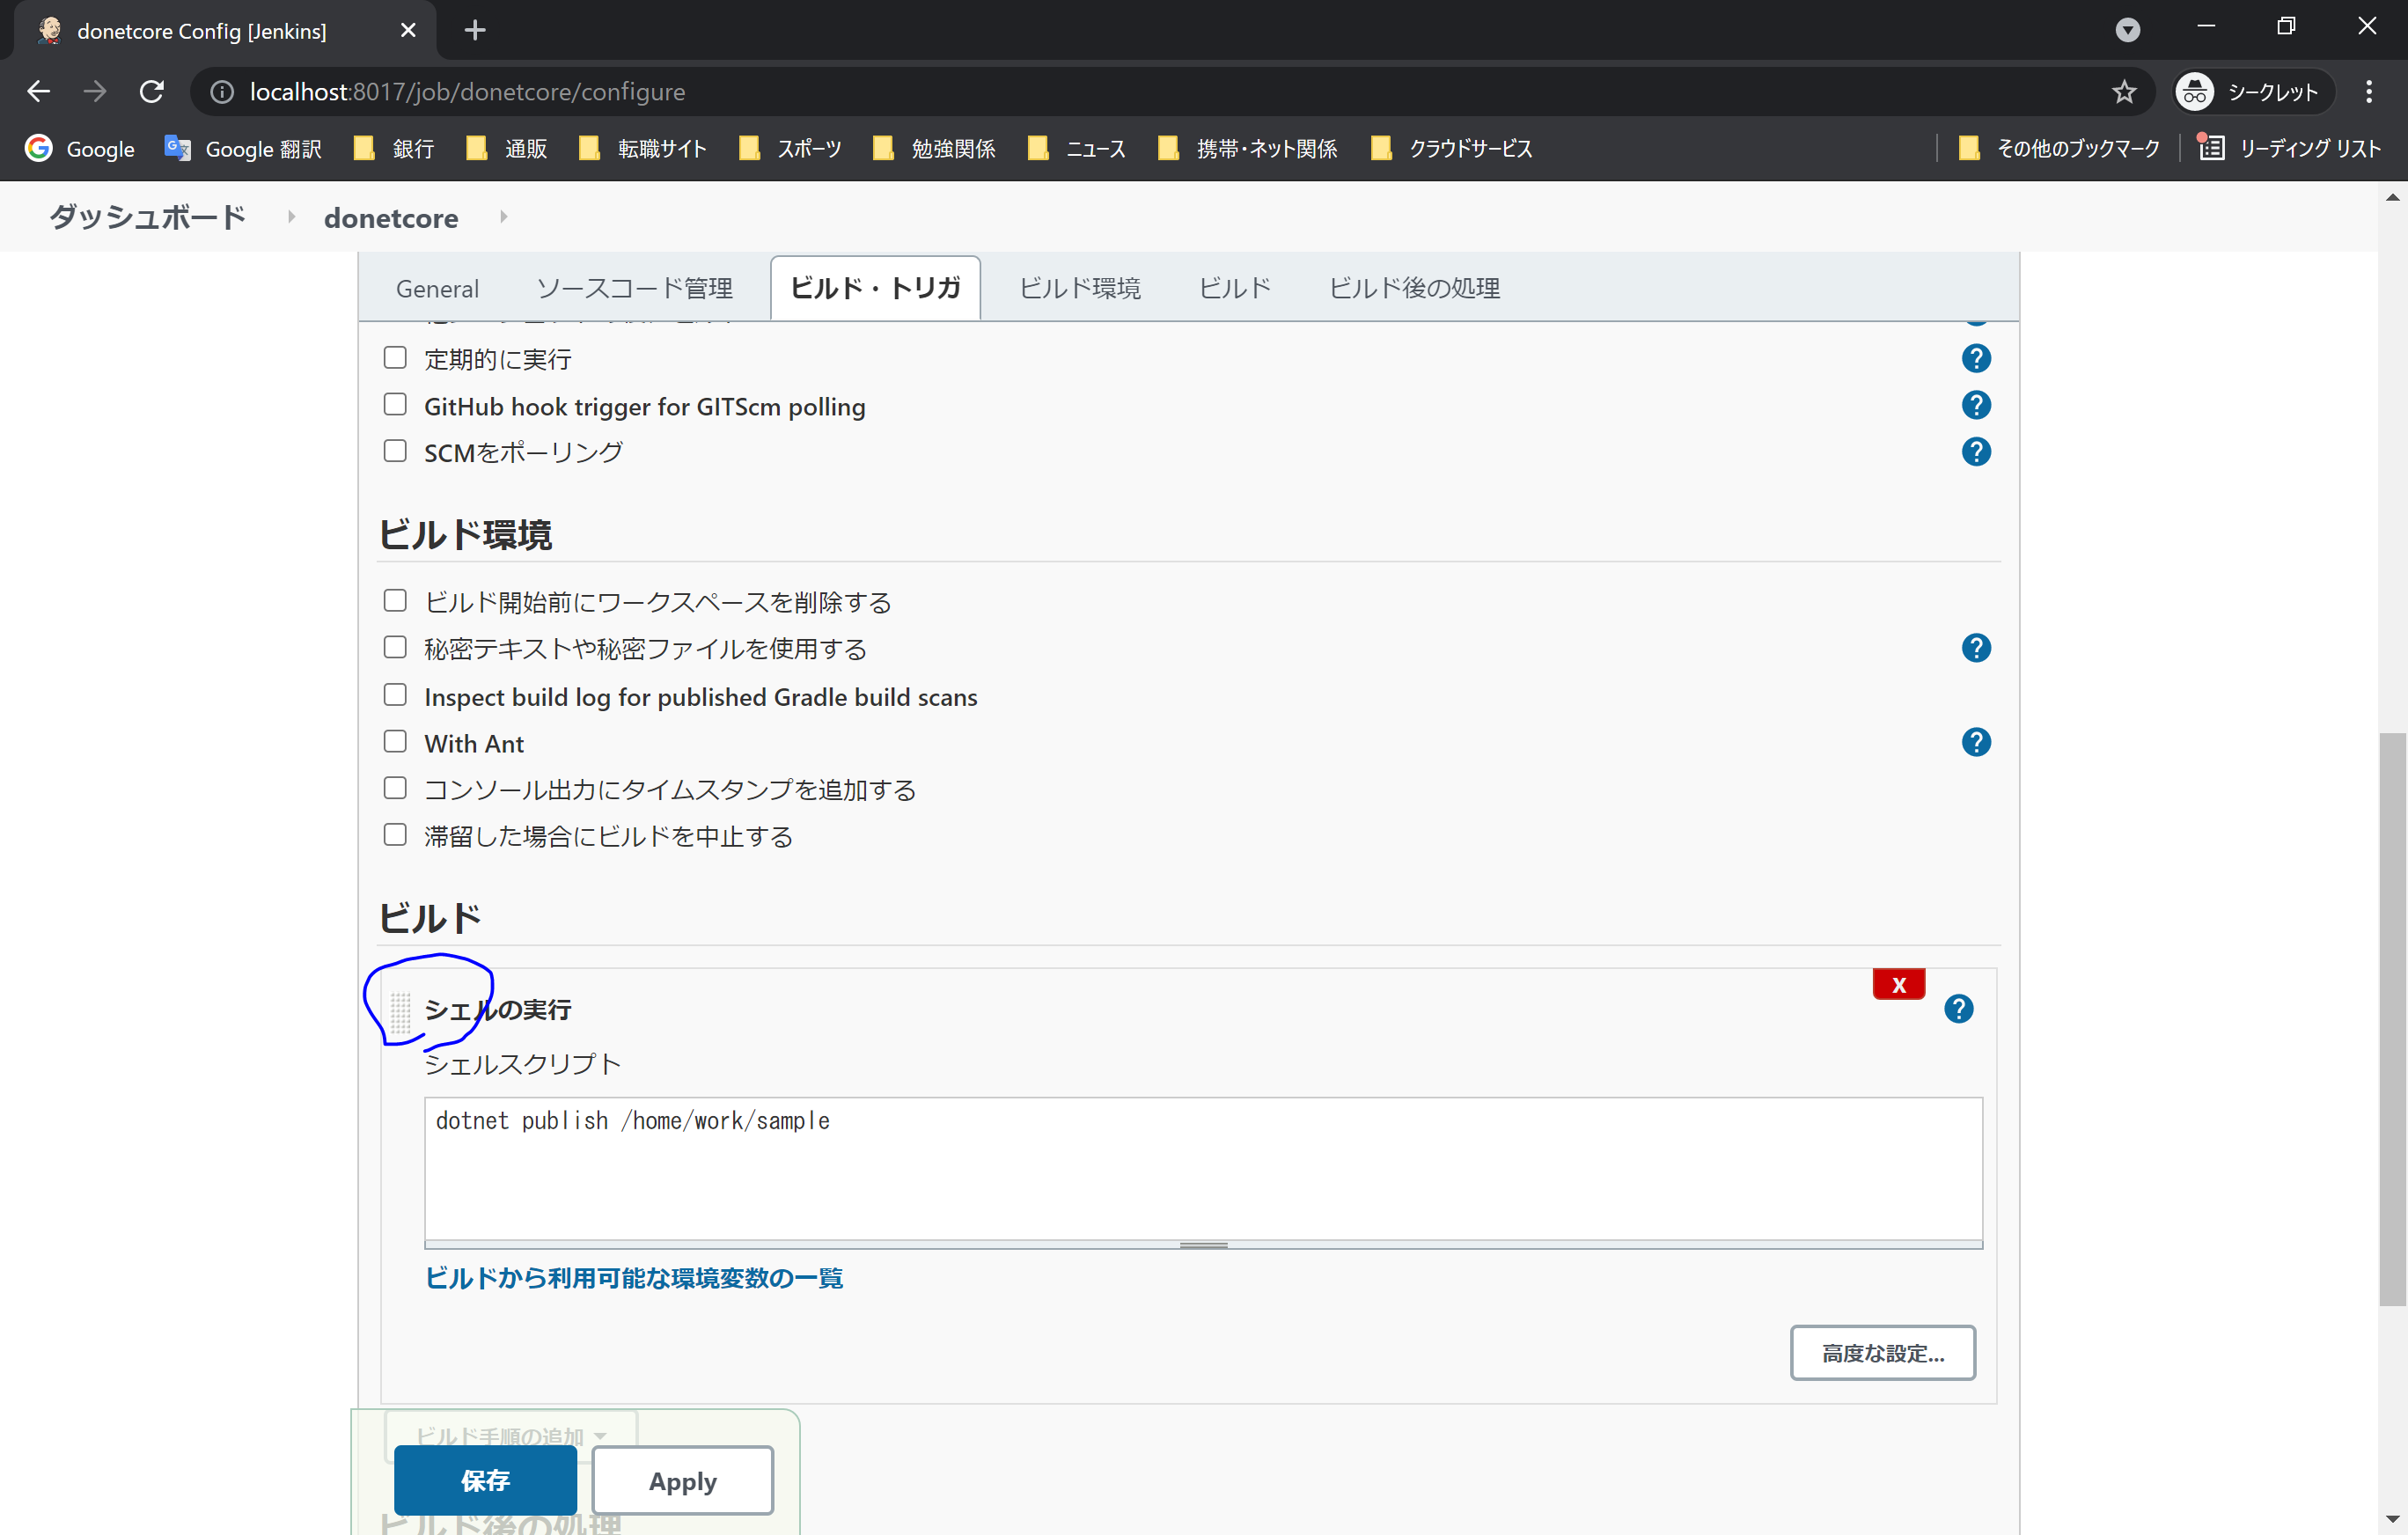 donetcore Config [Jenkins]
localhost:8017/job/donetcore/configure
シークレット
Google
Google 翻訳
銀行
通販
転職サイト
スポーツ
勉強関係
ニュース
携帯・ネット関係
クラウドサービス
その他のブックマーク
リーディング リスト
ダッシュボード
donetcore
General
ソースコード管理
ビルド・トリガ
ビルド環境
ビルド
ビルド後の処理
定期的に実行
GitHub hook trigger for GITScm polling
SCMをポーリング
ビルド環境
ビルド開始前にワークスペースを削除する
秘密テキストや秘密ファイルを使用する
Inspect build log for published Gradle build scans
With Ant
コンソール出力にタイムスタンプを追加する
滞留した場合にビルドを中止する
ビルド
X
シェルの実行
シェルスクリプト
dotnet publish /home/work/sample
ビルドから利用可能な環境変数の一覧
高度な設定...
ビルド手順の追加
保存
Apply
ビルド後の処理